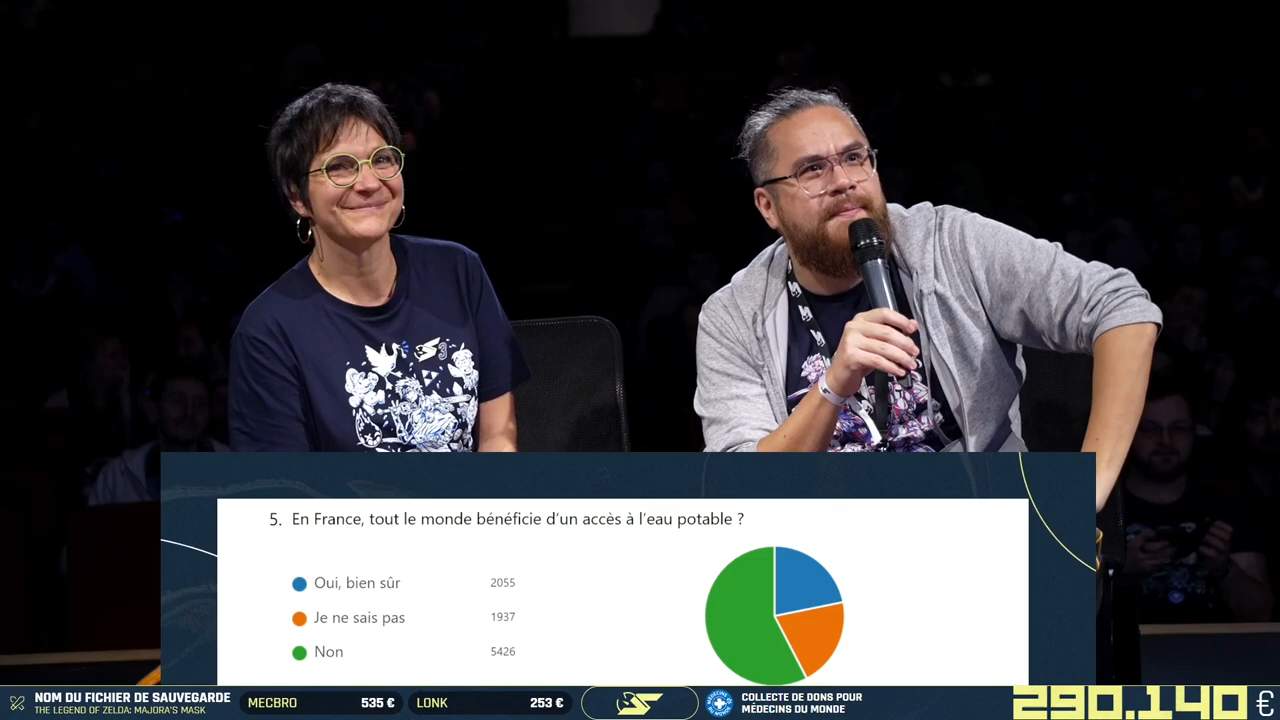 5. En France, tout le monde bénéficie d'un accès à l'eau potable ?
Oui, bien sûr 2055
Je ne sais pas 1937
Non 5426
NOM DU FICHIER DE SAUVEGARDE
THE LEGEND OF ZELDA: MAJORA'S MASK
MECBRO 535 €
LONK 253 €
COLLECTE DE DONS POUR
MÉDECINS DU MONDE
290.140 €